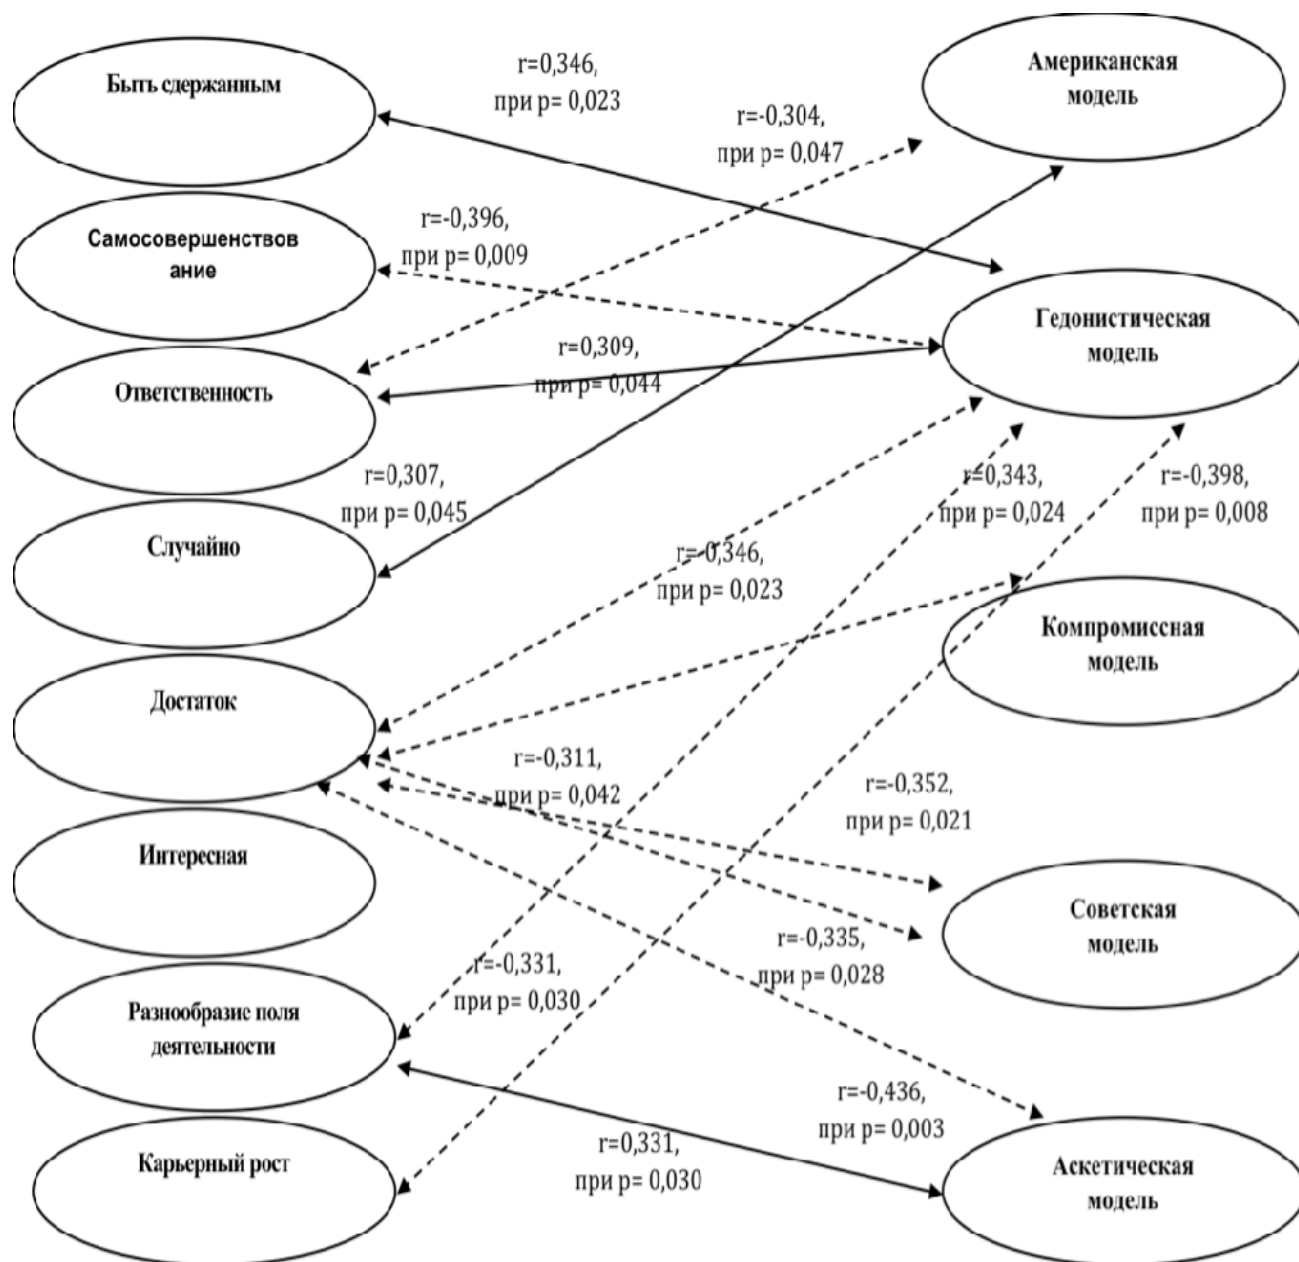 Быть сдержанным
Самосовершенствов
ание
Ответственность
Случайно
Достаток
Интересная
Разнообразие поля
деятельности
Карьерный рост
r=0,346,
при p= 0,023
r=-0,304,
при p= 0,047
r=-0,396,
при p= 0,009
r=0,309,
при p= 0,044
r=0,307,
при p= 0,045
r=0,343,
при p= 0,024
r=-0,398,
при p= 0,008
r=-0,346,
при p= 0,023
r=-0,311,
при p= 0,042
r=-0,352,
при p= 0,021
r=-0,335,
при p= 0,028
r=-0,331,
при p= 0,030
r=-0,436,
при p= 0,003
r=0,331,
при p= 0,030
Американская
модель
Гедонистическая
модель
Компромиссная
модель
Советская
модель
Аскетическая
модель